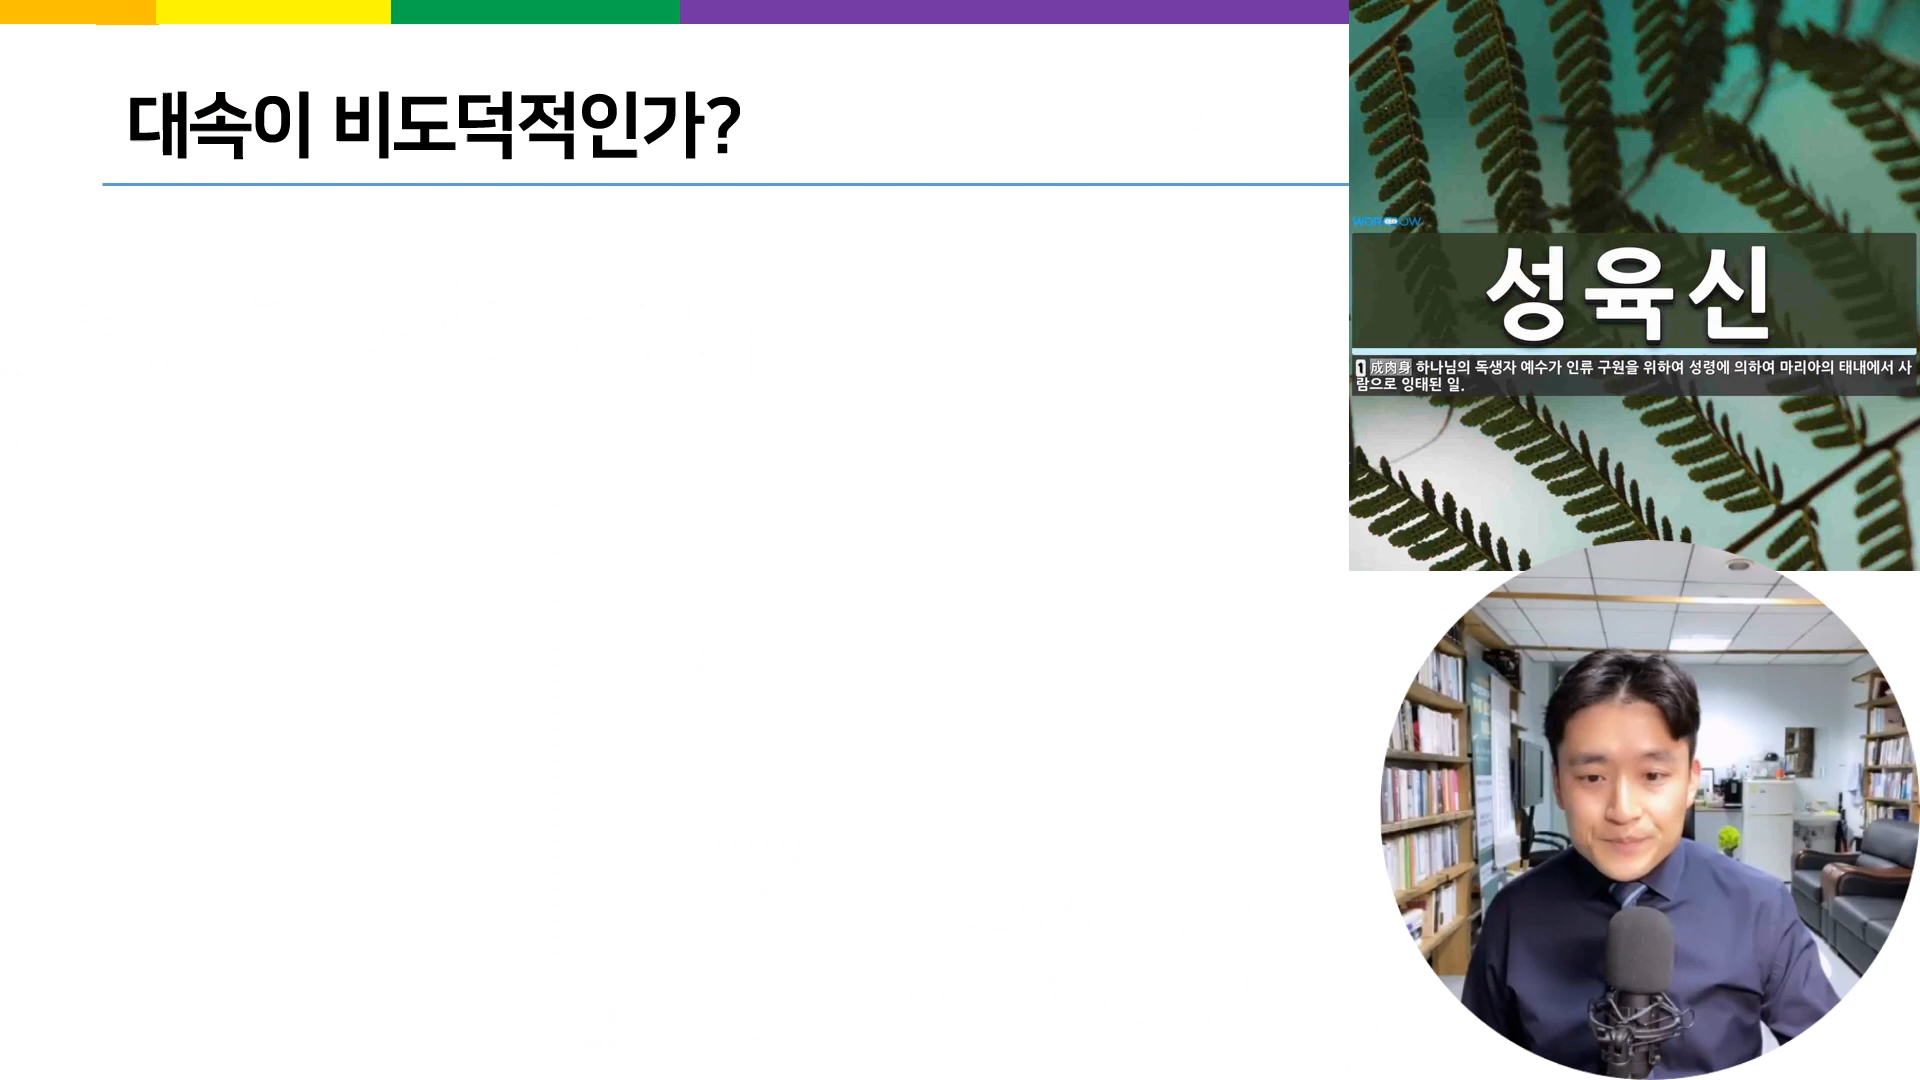 대속이 비도덕적인가?
성육신
1 成肉身 하나님의 독생자 예수가 인류 구원을 위하여 성령에 의하여 마리아의 태내에서 사
람으로 잉태된 일.